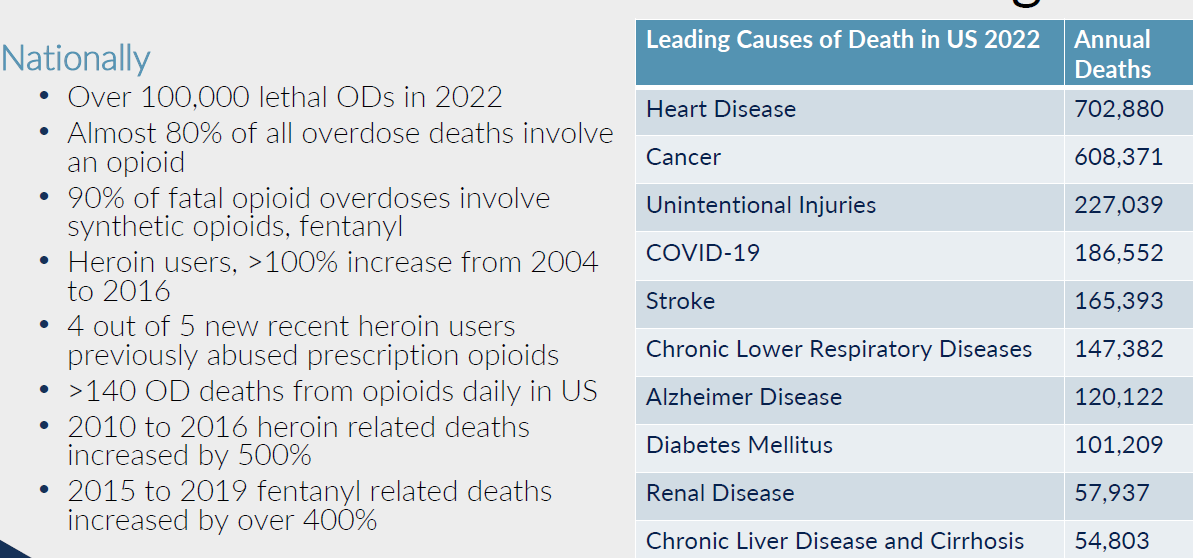 Nationally
• Over 100,000 lethal ODs in 2022
• Almost 80% of all overdose deaths involve
an opioid
• 90% of fatal opioid overdoses involve
synthetic opioids, fentanyl
• Heroin users, >100% increase from 2004
to 2016
• 4 out of 5 new recent heroin users
previously abused prescription opioids
• >140 OD deaths from opioids daily in US
• 2010 to 2016 heroin related deaths
increased by 500%
• 2015 to 2019 fentanyl related deaths
increased by over 400%
Leading Causes of Death in US 2022 Annual
Deaths
Heart Disease 702,880
Cancer 608,371
Unintentional Injuries 227,039
COVID-19 186,552
Stroke 165,393
Chronic Lower Respiratory Diseases 147,382
Alzheimer Disease 120,122
Diabetes Mellitus 101,209
Renal Disease 57,937
Chronic Liver Disease and Cirrhosis 54,803